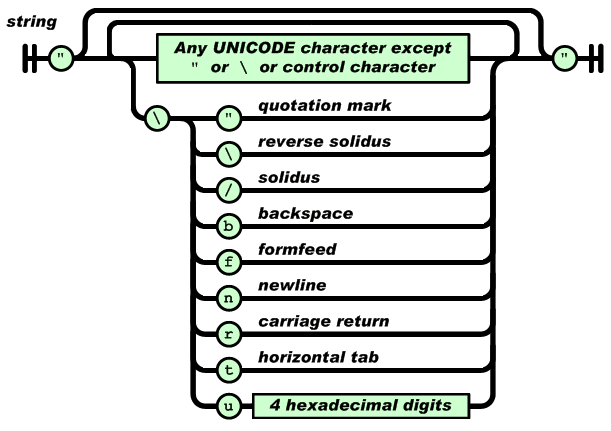 string
" Any UNICODE character except "
" or \ or control character
\ " quotation mark
\ reverse solidus
/ solidus
b backspace
f formfeed
n newline
r carriage return
t horizontal tab
u 4 hexadecimal digits